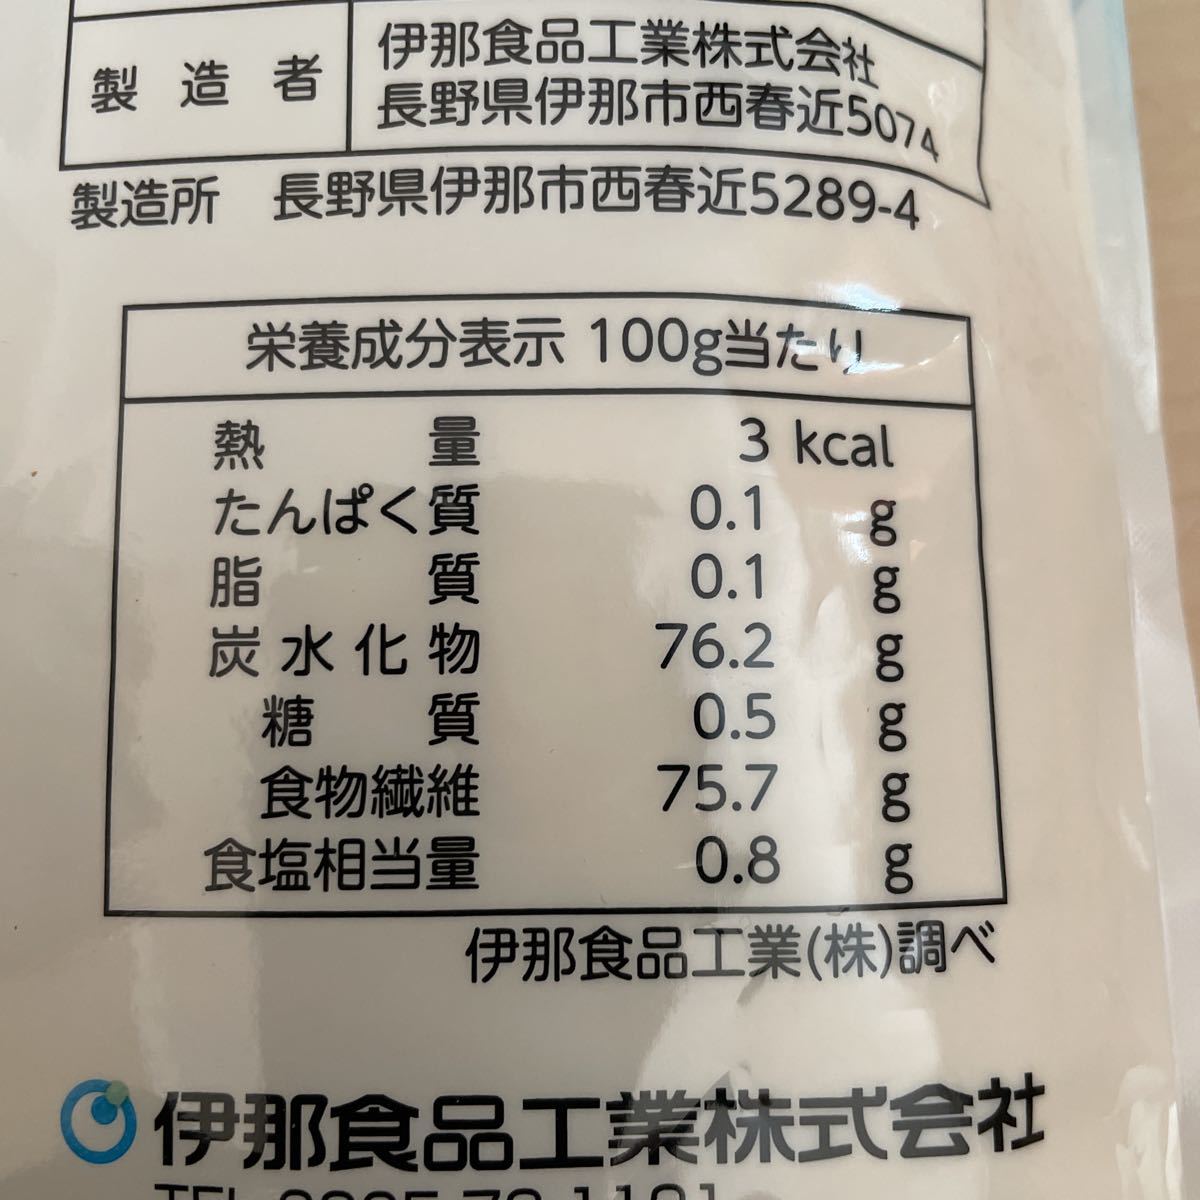 製造者 伊那食品工業株式会社
長野県伊那市西春近5074
製造所 長野県伊那市西春近5289-4
栄養成分表示 100g当たり
熱量 3 kcal
たんぱく質 0.1 g
脂質 0.1 g
炭水化物 76.2 g
糖質 0.5 g
食物繊維 75.7 g
食塩相当量 0.8 g
伊那食品工業(株)調べ
伊那食品工業株式会社